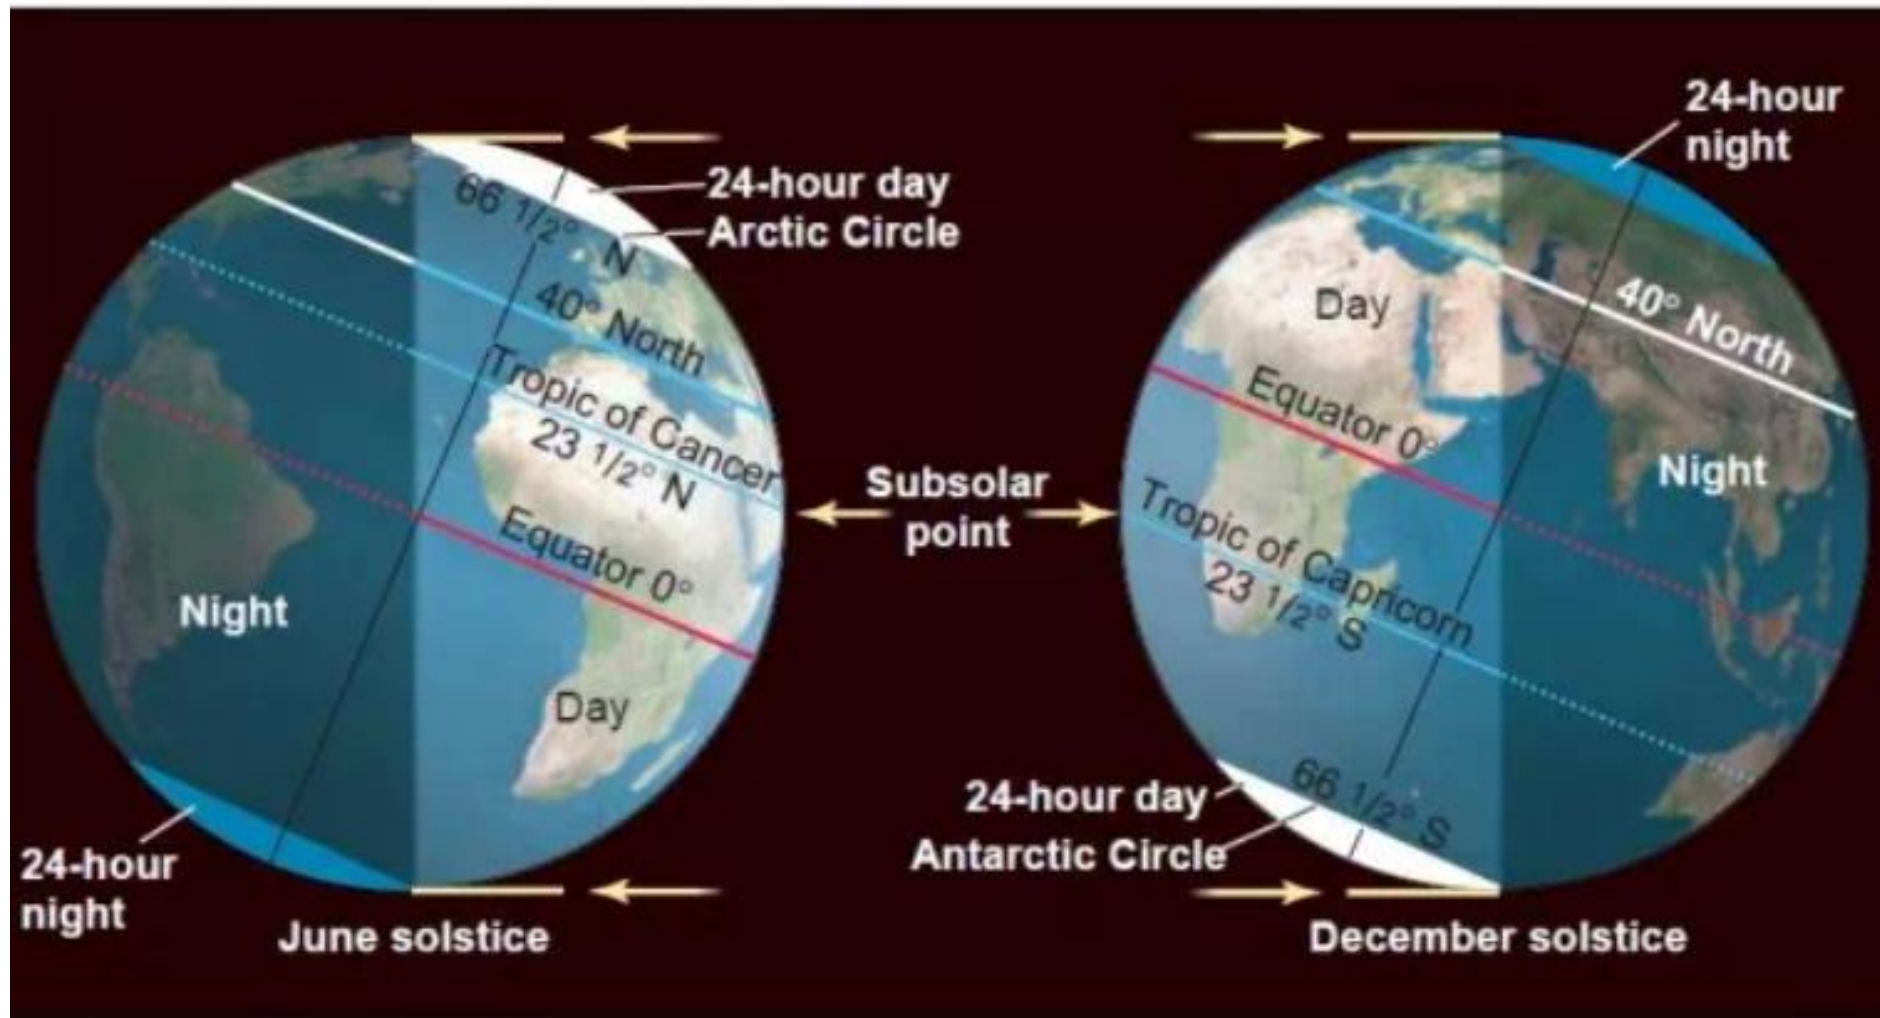 24-hour day
Arctic Circle
66 1/2° N
40° North
Tropic of Cancer
23 1/2° N
Equator 0°
Night
Day
24-hour
night
June solstice
Subsolar
point
24-hour
night
Day
40° North
Equator 0°
Night
Tropic of Capricorn
23 1/2° S
66 1/2° S
24-hour day
Antarctic Circle
December solstice